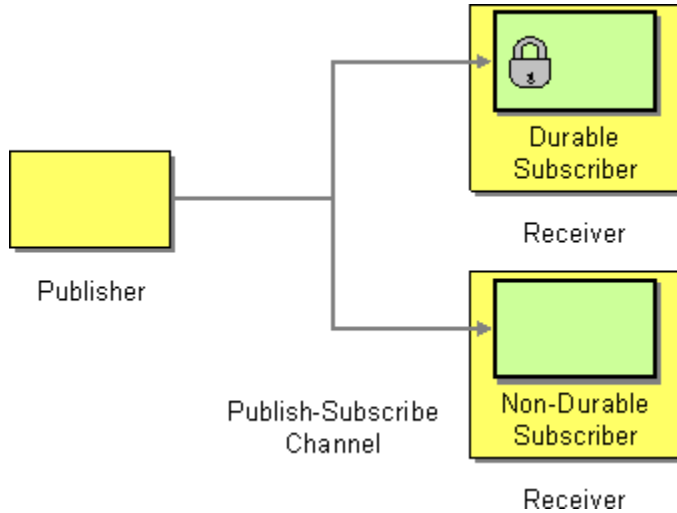 Durable
Subscriber
Receiver
Publisher
Publish-Subscribe
Channel
Non-Durable
Subscriber
Receiver